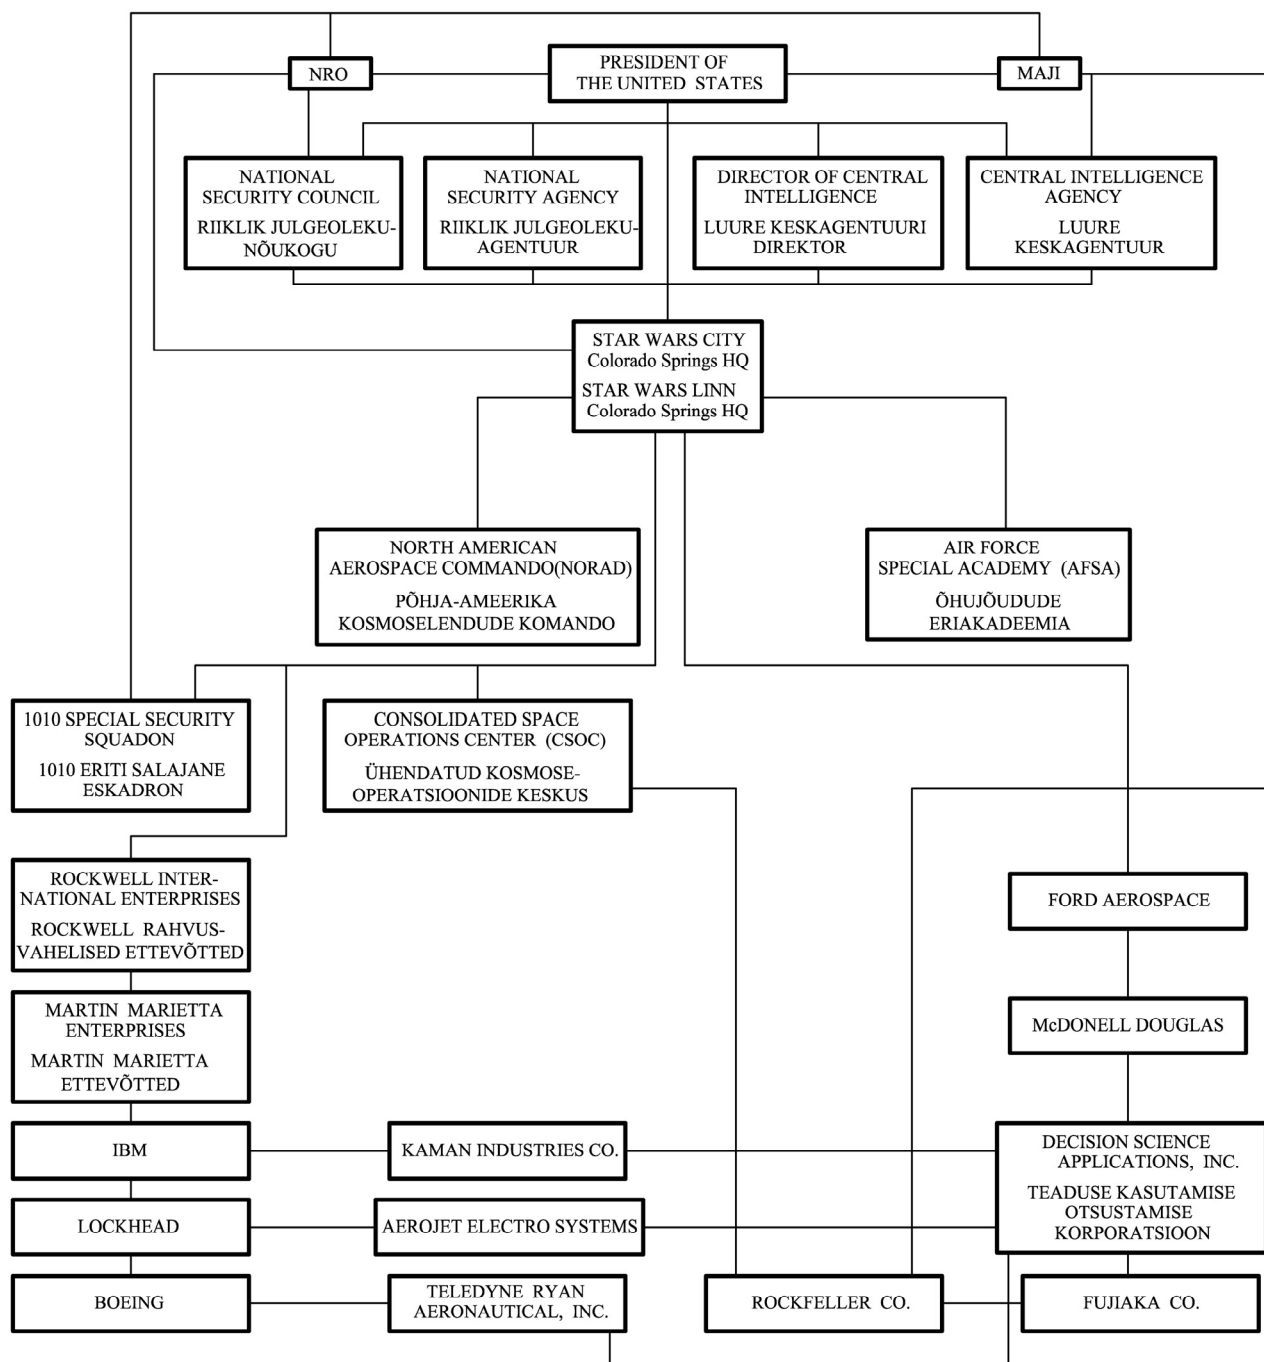 NRO
PRESIDENT OF
THE UNITED STATES
MAJI
NATIONAL
SECURITY COUNCIL
RIIKLIK JULGEOLEKU-
NÕUKOGU
NATIONAL
SECURITY AGENCY
RIIKLIK JULGEOLEKU-
AGENTUUR
DIRECTOR OF CENTRAL
INTELLIGENCE
LUURE KESKAGENTUURI
DIREKTOR
CENTRAL INTELLIGENCE
AGENCY
LUURE
KESKAGENTUUR
STAR WARS CITY
Colorado Springs HQ
STAR WARS LINN
Colorado Springs HQ
NORTH AMERICAN
AEROSPACE COMMANDO(NORAD)
PÕHJA-AMEERIKA
KOSMOSELENDUDE KOMANDO
AIR FORCE
SPECIAL ACADEMY (AFSA)
ÕHUJÕUDUDE
ERIAKADEEMIA
1010 SPECIAL SECURITY
SQUADON
1010 ERITI SALAJANE
ESKADRON
CONSOLIDATED SPACE
OPERATIONS CENTER (CSOC)
ÜHENDATUD KOSMOSE-
OPERATSIOONIDE KESKUS
ROCKWELL INTER-
NATIONAL ENTERPRISES
ROCKWELL RAHVUS-
VAHELISED ETTEVÕTTED
FORD AEROSPACE
MARTIN MARIETTA
ENTERPRISES
MARTIN MARIETTA
ETTEVÕTTED
McDONELL DOUGLAS
IBM
KAMAN INDUSTRIES CO.
DECISION SCIENCE
APPLICATIONS, INC.
TEADUSE KASUTAMISE
OTSUSTAMISE
KORPORATSIOON
LOCKHEAD
AEROJET ELECTRO SYSTEMS
BOEING
TELEDYNE RYAN
AERONAUTICAL, INC.
ROCKFELLER CO.
FUJIAKA CO.